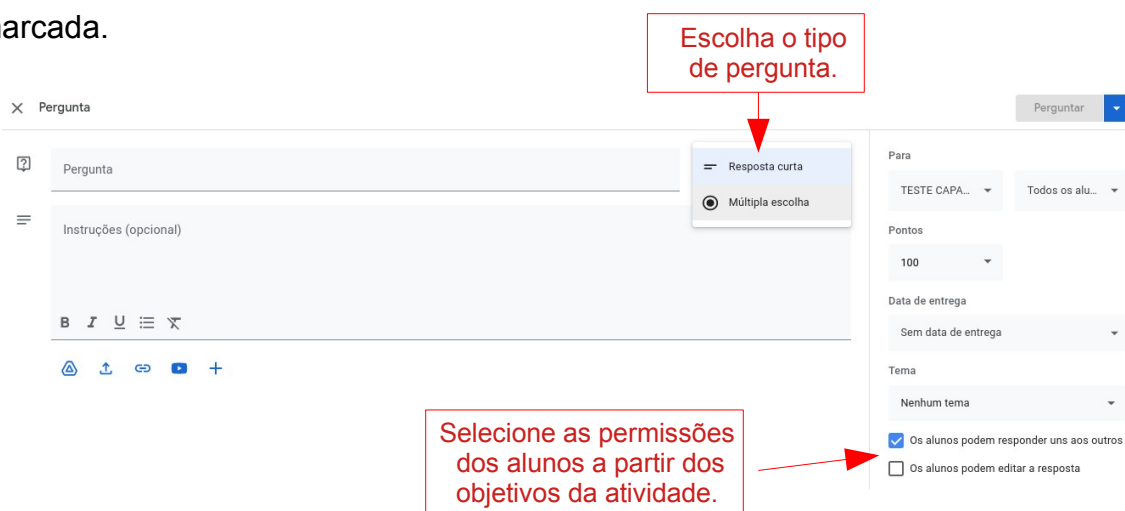 arcada.
Escolha o tipo
de pergunta.
Pergunta
Perguntar
Pergunta
Resposta curta
Múltipla escolha
Para
TESTE CAPA...
Todos os alu...
Instruções (opcional)
Pontos
100
Data de entrega
B I U
Sem data de entrega
Tema
Nenhum tema
Selecione as permissões
dos alunos a partir dos
objetivos da atividade.
Os alunos podem responder uns aos outros
Os alunos podem editar a resposta